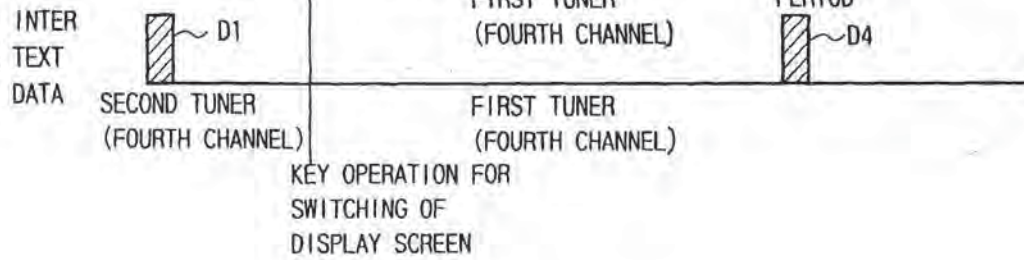 FIRST TUNER
(FOURTH CHANNEL)
PERIOD
INTER
TEXT
DATA
D1
D4
SECOND TUNER
(FOURTH CHANNEL)
FIRST TUNER
(FOURTH CHANNEL)
KEY OPERATION FOR
SWITCHING OF
DISPLAY SCREEN